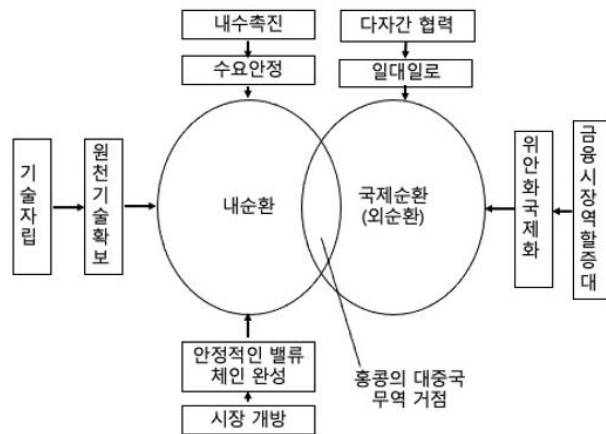 내수촉진
다자간 협력
수요안정
일대일로
기술자립
원천기술확보
내순환
국제순환
(외순환)
위안화국제화
금융시장역할증대
안정적인 밸류
체인 완성
시장 개방
홍콩의 대중국
무역 거점